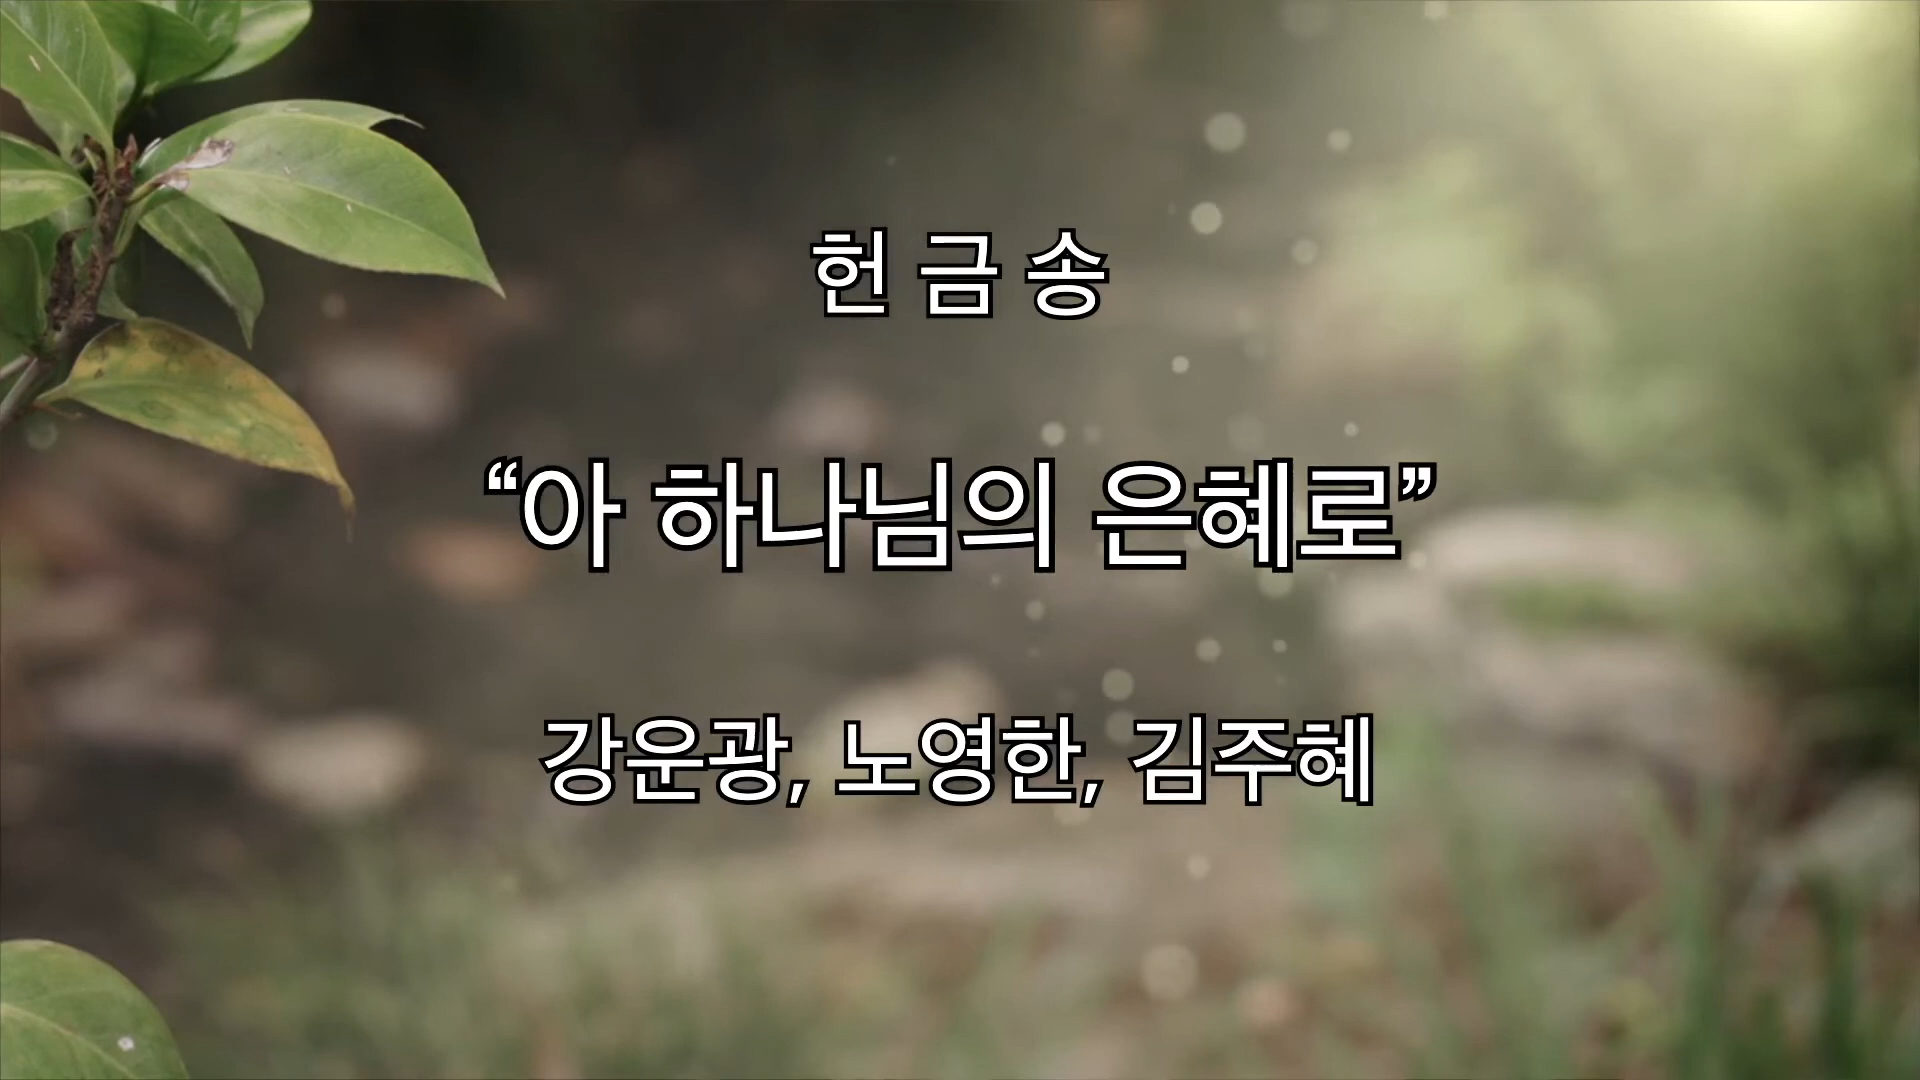 헌 금 송
“아 하나님의 은혜로”
강운광, 노영한, 김주혜